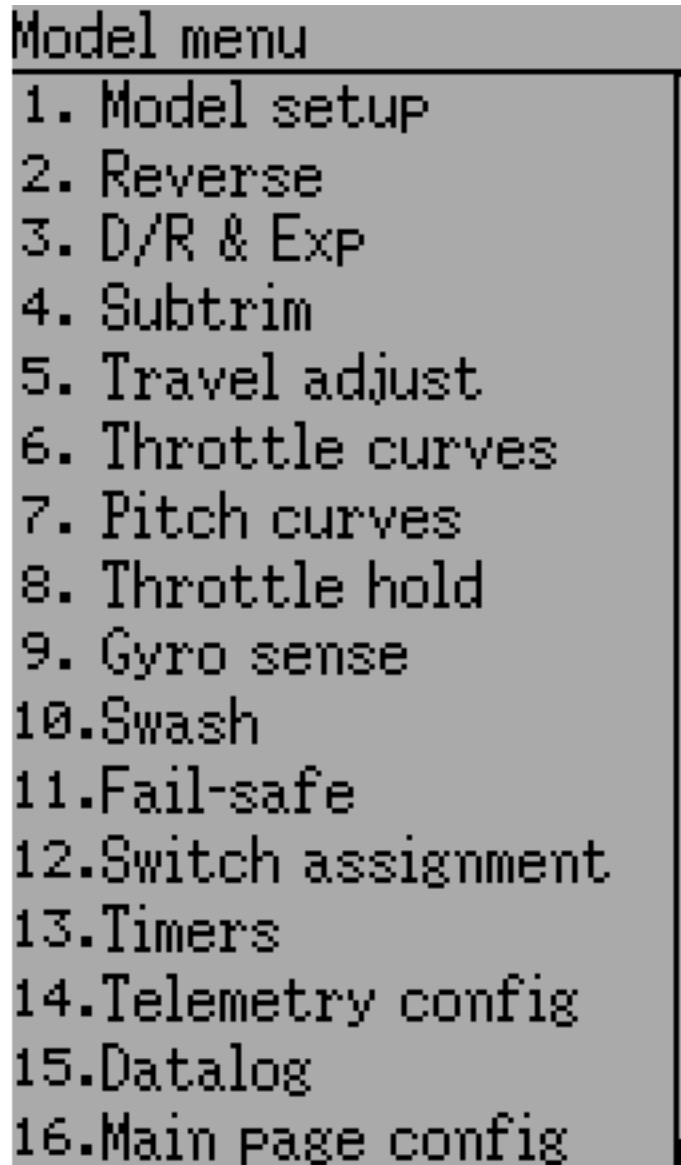 Model menu
1. Model setup
2. Reverse
3. D/R & Exp
4. Subtrim
5. Travel adjust
6. Throttle curves
7. Pitch curves
8. Throttle hold
9. Gyro sense
10.Swash
11.Fail-safe
12.Switch assignment
13.Timers
14.Telemetry config
15.Datalog
16.Main page config